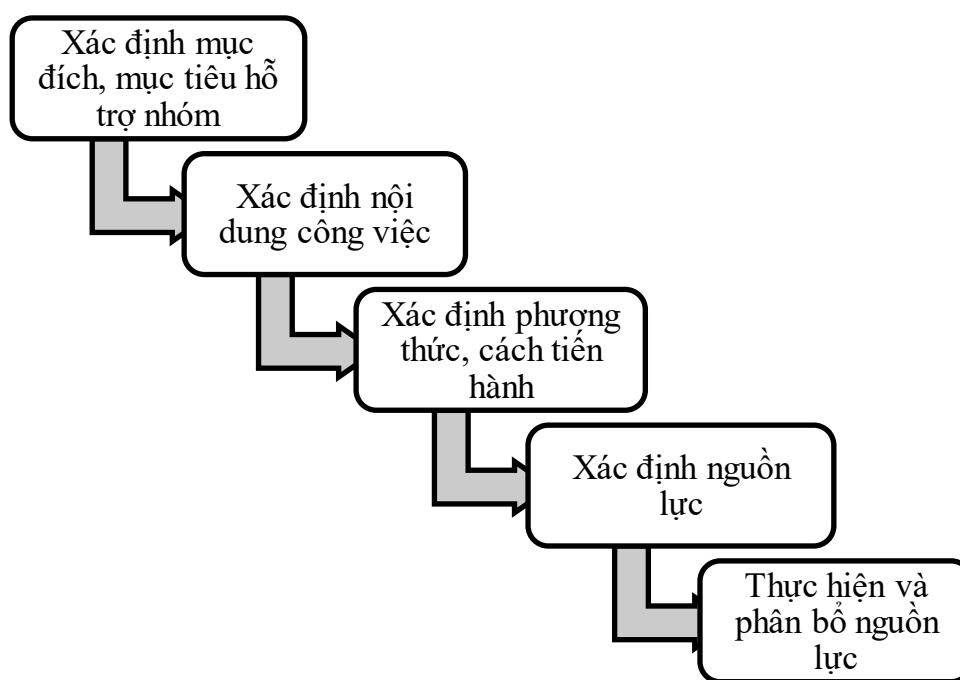 Xác định mục
đích, mục tiêu hỗ
trợ nhóm
Xác định nội
dung công việc
Xác định phương
thức, cách tiến
hành
Xác định nguồn
lực
Thực hiện và
phân bổ nguồn
lực